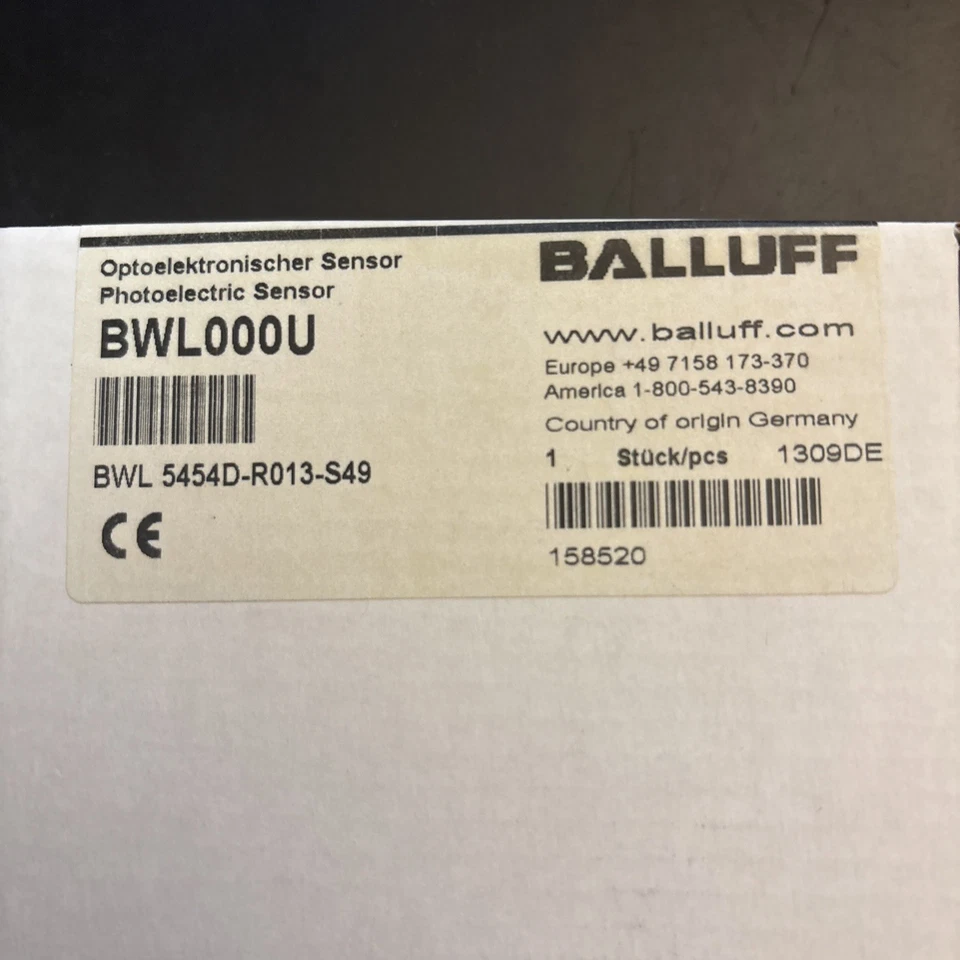 Optoelektronischer Sensor
Photoelectric Sensor
BWL000U
BWL 5454D-R013-S49
CE
BALLUFF
www.balluff.com
Europe +49 7158 173-370
America 1-800-543-8390
Country of origin Germany
1 Stück/pcs 1309DE
158520